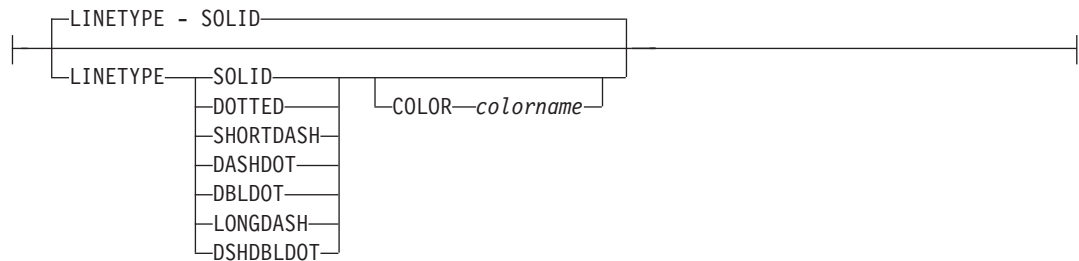 LINETYPE - SOLID
LINETYPE SOLID
DOTTED COLOR colorname
SHORTDASH
DASHDOT
DBLDOT
LONGDASH
DSHDBLDOT